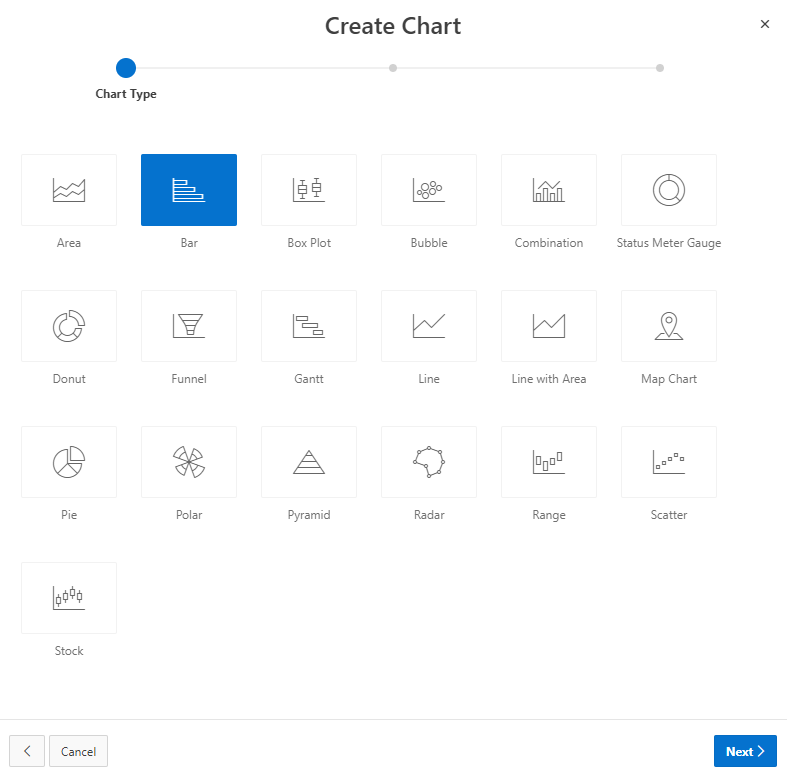 Create Chart
Chart Type
Area
Bar
Box Plot
Bubble
Combination
Status Meter Gauge
Donut
Funnel
Gantt
Line
Line with Area
Map Chart
Pie
Polar
Pyramid
Radar
Range
Scatter
Stock
Cancel
Next